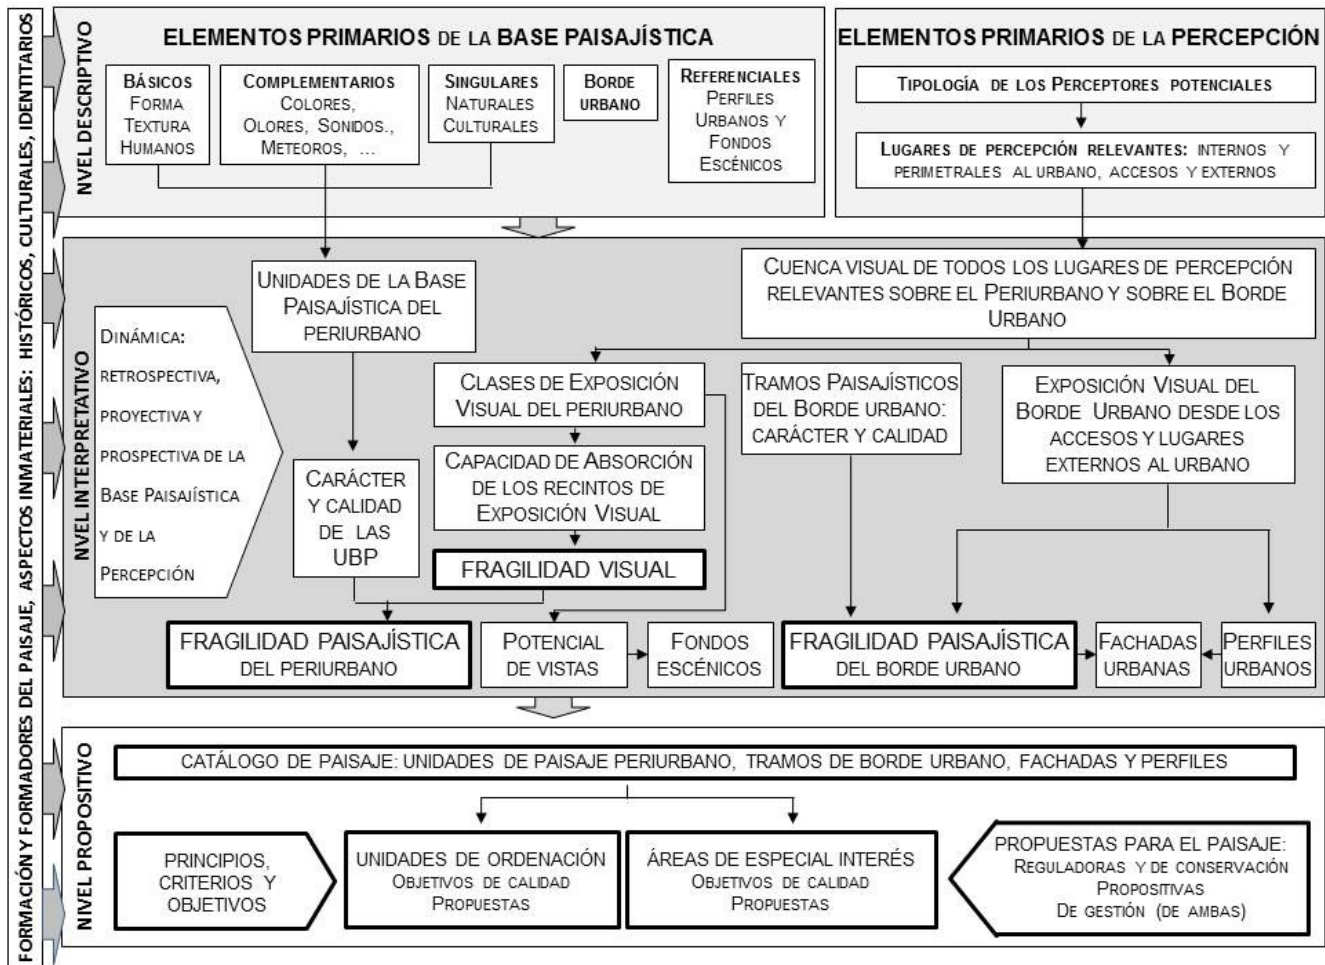 FORMACIÓN Y FORMADORES DEL PAISAJE, ASPECTOS INMATERIALES: HISTÓRICOS, CULTURALES, IDENTITARIOS
NVEL DESCRIPTIVO
ELEMENTOS PRIMARIOS DE LA BASE PAISAJÍSTICA
BÁSICOS
FORMA
TEXTURA
HUMANOS
COMPLEMENTARIOS
COLORES,
OLORES, SONIDOS.,
METEOROS, ...
SINGULARES
NATURALES
CULTURALES
BORDE
URBANO
REFERENCIALES
PERFILES
URBANOS Y
FONDOS
ESCÉNICOS
ELEMENTOS PRIMARIOS DE LA PERCEPCIÓN
TIPOLOGÍA DE LOS PERCEPTORES POTENCIALES
LUGARES DE PERCEPCIÓN RELEVANTES: INTERNOS Y
PERIMETRALES AL URBANO, ACCESOS Y EXTERNOS
NVEL INTERPRETATIVO
DINÁMICA:
RETROSPECTIVA,
PROYECTIVA Y
PROSPECTIVA DE LA
BASE PAISAJÍSTICA
Y DE LA
PERCEPCIÓN
UNIDADES DE LA BASE
PAISAJÍSTICA DEL
PERIURBANO
CUENCA VISUAL DE TODOS LOS LUGARES DE PERCEPCIÓN
RELEVANTES SOBRE EL PERIURBANO Y SOBRE EL BORDE
URBANO
CLASES DE EXPOSICIÓN
VISUAL DEL PERIURBANO
TRAMOS PAISAJÍSTICOS
DEL BORDE URBANO:
CARÁCTER Y CALIDAD
EXPOSICIÓN VISUAL DEL
BORDE URBANO DESDE LOS
ACCESOS Y LUGARES
EXTERNOS AL URBANO
CARÁCTER
Y CALIDAD
DE LAS
UBP
CAPACIDAD DE ABSORCIÓN
DE LOS RECINTOS DE
EXPOSICIÓN VISUAL
FRAGILIDAD VISUAL
FRAGILIDAD PAISAJÍSTICA
DEL PERIURBANO
POTENCIAL
DE VISTAS
FONDOS
ESCÉNICOS
FRAGILIDAD PAISAJÍSTICA
DEL BORDE URBANO
FACHADAS
URBANAS
PERFILES
URBANOS
NIVEL PROPOSITIVO
CATÁLOGO DE PAISAJE: UNIDADES DE PAISAJE PERIURBANO, TRAMOS DE BORDE URBANO, FACHADAS Y PERFILES
PRINCIPIOS,
CRITERIOS Y
OBJETIVOS
UNIDADES DE ORDENACIÓN
OBJETIVOS DE CALIDAD
PROPUESTAS
ÁREAS DE ESPECIAL INTERÉS
OBJETIVOS DE CALIDAD
PROPUESTAS
PROPUESTAS PARA EL PAISAJE:
REGULADORAS Y DE CONSERVACIÓN
PROPOSITIVAS
DE GESTIÓN (DE AMBAS)